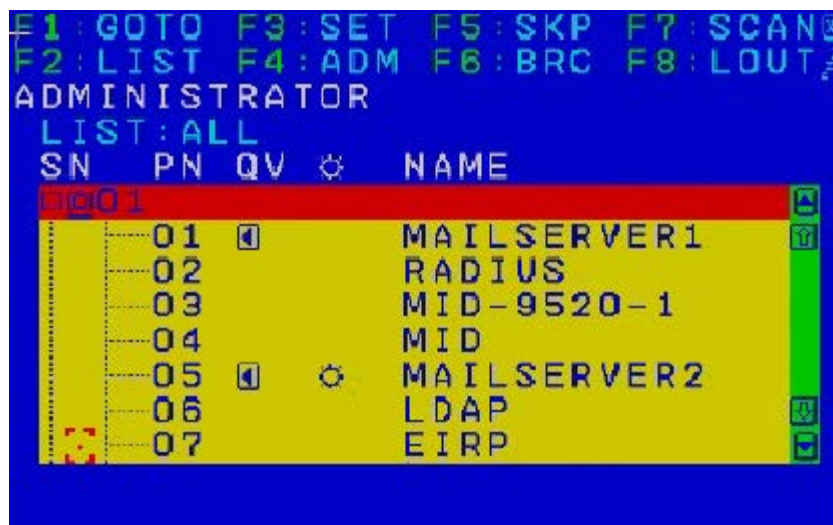 F1:GOTO F3:SET F5:SKP F7:SCAN
F2:LIST F4:ADM F6:BRC F8:LOUT
ADMINISTRATOR
LIST:ALL
SN PN QV NAME
01
01 MAILSERVER1
02 RADIUS
03 MID-9520-1
04 MID
05 MAILSERVER2
06 LDAP
07 EIRP